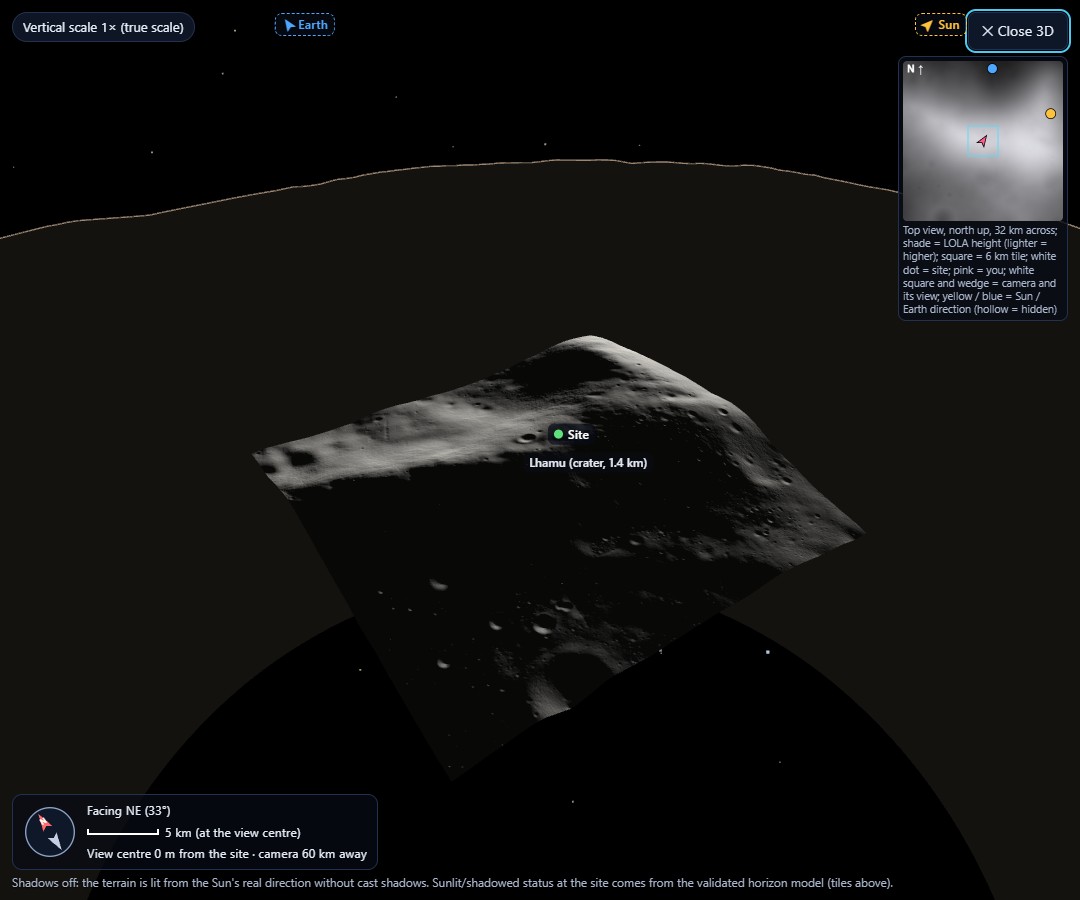 Vertical scale 1× (true scale)
Earth
Sun
Close 3D
N ↑
Top view, north up, 32 km across;
shade = LOLA height (lighter =
higher); square = 6 km tile; white
dot = site; pink = you; white
square and wedge = camera and
its view; yellow / blue = Sun /
Earth direction (hollow = hidden)
Site
Lhamu (crater, 1.4 km)
Facing NE (33°)
5 km (at the view centre)
View centre 0 m from the site · camera 60 km away
Shadows off: the terrain is lit from the Sun's real direction without cast shadows. Sunlit/shadowed status at the site comes from the validated horizon model (tiles above).